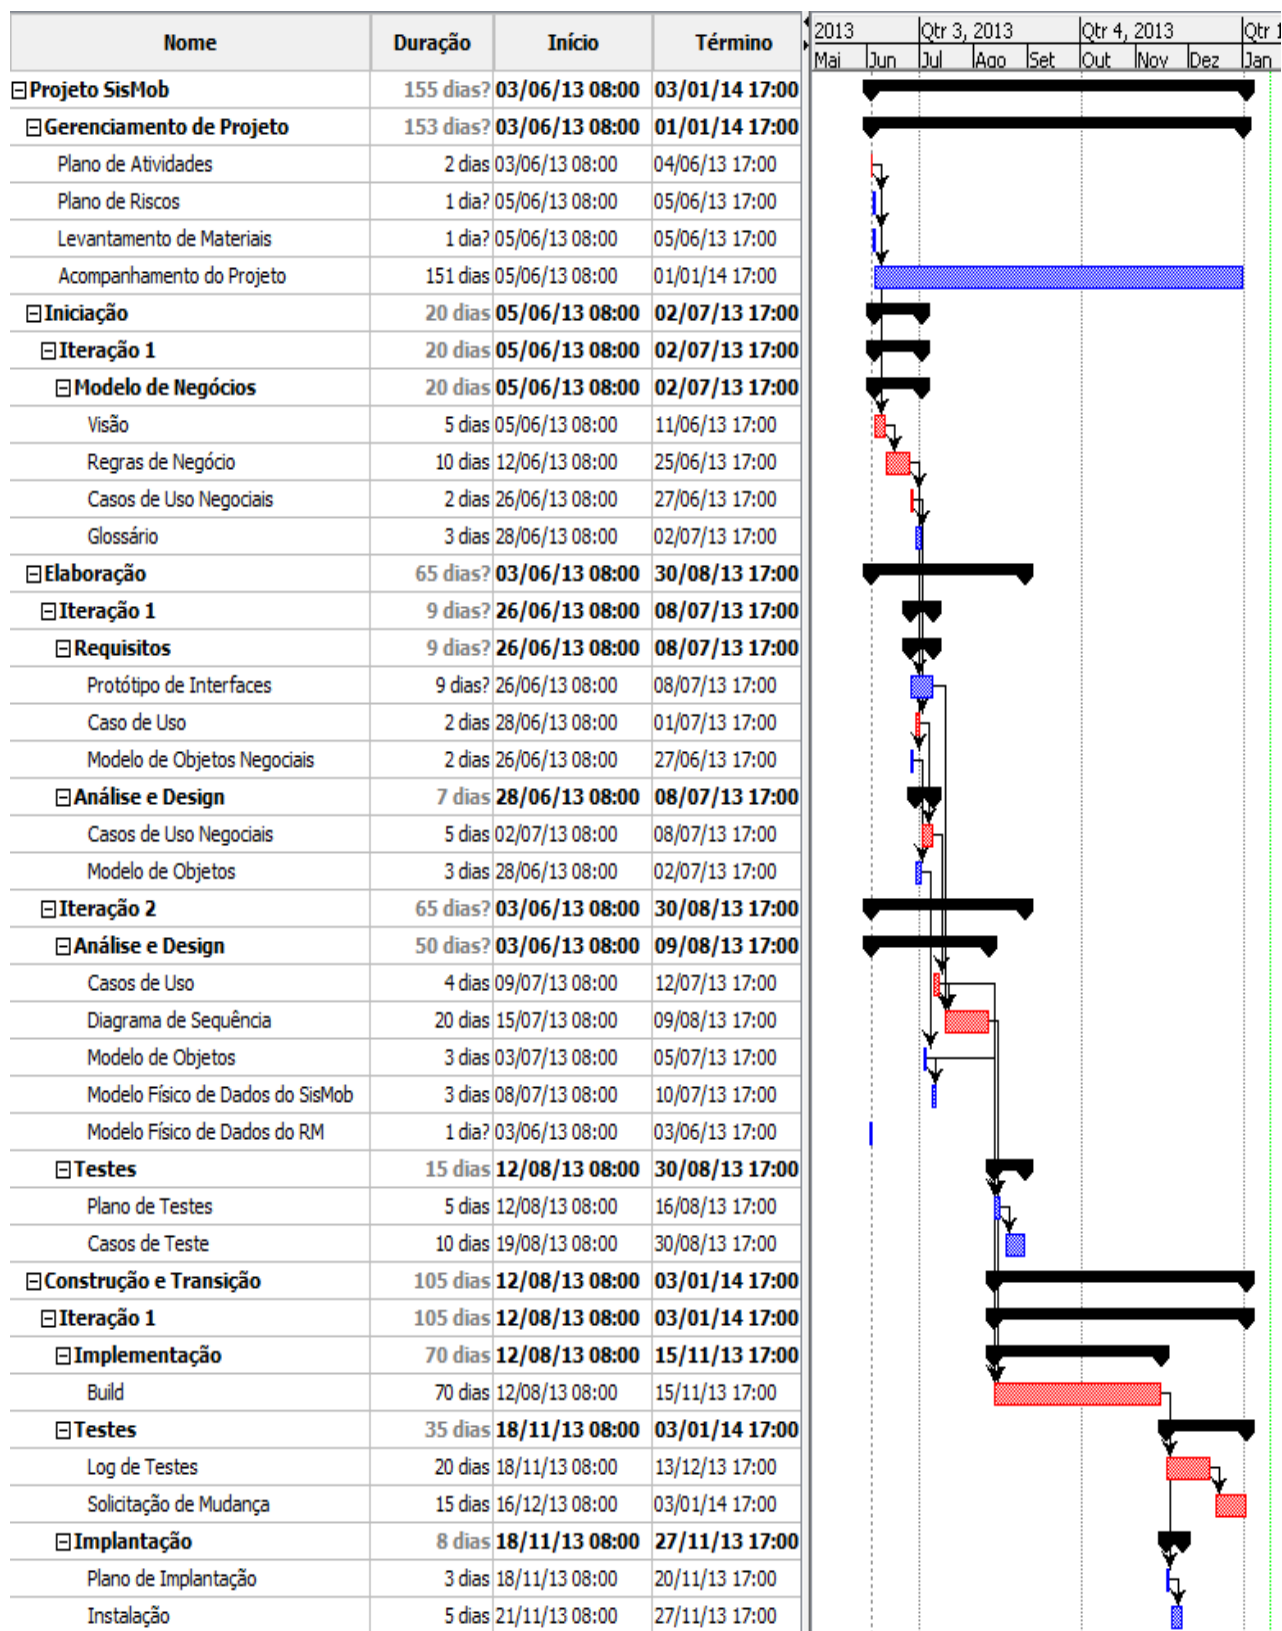 Nome Duração Início Término 2013 Qtr 3, 2013 Qtr 4, 2013 Qtr 1
Mai Jun Jul Ago Set Out Nov Dez Jan
Projeto SisMob 155 dias? 03/06/13 08:00 03/01/14 17:00
Gerenciamento de Projeto 153 dias? 03/06/13 08:00 01/01/14 17:00
Plano de Atividades 2 dias 03/06/13 08:00 04/06/13 17:00
Plano de Riscos 1 dia? 05/06/13 08:00 05/06/13 17:00
Levantamento de Materiais 1 dia? 05/06/13 08:00 05/06/13 17:00
Acompanhamento do Projeto 151 dias 05/06/13 08:00 01/01/14 17:00
Iniciação 20 dias 05/06/13 08:00 02/07/13 17:00
Iteração 1 20 dias 05/06/13 08:00 02/07/13 17:00
Modelo de Negócios 20 dias 05/06/13 08:00 02/07/13 17:00
Visão 5 dias 05/06/13 08:00 11/06/13 17:00
Regras de Negócio 10 dias 12/06/13 08:00 25/06/13 17:00
Casos de Uso Negociais 2 dias 26/06/13 08:00 27/06/13 17:00
Glossário 3 dias 28/06/13 08:00 02/07/13 17:00
Elaboração 65 dias? 03/06/13 08:00 30/08/13 17:00
Iteração 1 9 dias? 26/06/13 08:00 08/07/13 17:00
Requisitos 9 dias? 26/06/13 08:00 08/07/13 17:00
Protótipo de Interfaces 9 dias? 26/06/13 08:00 08/07/13 17:00
Caso de Uso 2 dias 28/06/13 08:00 01/07/13 17:00
Modelo de Objetos Negociais 2 dias 26/06/13 08:00 27/06/13 17:00
Análise e Design 7 dias 28/06/13 08:00 08/07/13 17:00
Casos de Uso Negociais 5 dias 02/07/13 08:00 08/07/13 17:00
Modelo de Objetos 3 dias 28/06/13 08:00 02/07/13 17:00
Iteração 2 65 dias? 03/06/13 08:00 30/08/13 17:00
Análise e Design 50 dias? 03/06/13 08:00 09/08/13 17:00
Casos de Uso 4 dias 09/07/13 08:00 12/07/13 17:00
Diagrama de Sequência 20 dias 15/07/13 08:00 09/08/13 17:00
Modelo de Objetos 3 dias 03/07/13 08:00 05/07/13 17:00
Modelo Físico de Dados do SisMob 3 dias 08/07/13 08:00 10/07/13 17:00
Modelo Físico de Dados do RM 1 dia? 03/06/13 08:00 03/06/13 17:00
Testes 15 dias 12/08/13 08:00 30/08/13 17:00
Plano de Testes 5 dias 12/08/13 08:00 16/08/13 17:00
Casos de Teste 10 dias 19/08/13 08:00 30/08/13 17:00
Construção e Transição 105 dias 12/08/13 08:00 03/01/14 17:00
Iteração 1 105 dias 12/08/13 08:00 03/01/14 17:00
Implementação 70 dias 12/08/13 08:00 15/11/13 17:00
Build 70 dias 12/08/13 08:00 15/11/13 17:00
Testes 35 dias 18/11/13 08:00 03/01/14 17:00
Log de Testes 20 dias 18/11/13 08:00 13/12/13 17:00
Solicitação de Mudança 15 dias 16/12/13 08:00 03/01/14 17:00
Implantação 8 dias 18/11/13 08:00 27/11/13 17:00
Plano de Implantação 3 dias 18/11/13 08:00 20/11/13 17:00
Instalação 5 dias 21/11/13 08:00 27/11/13 17:00